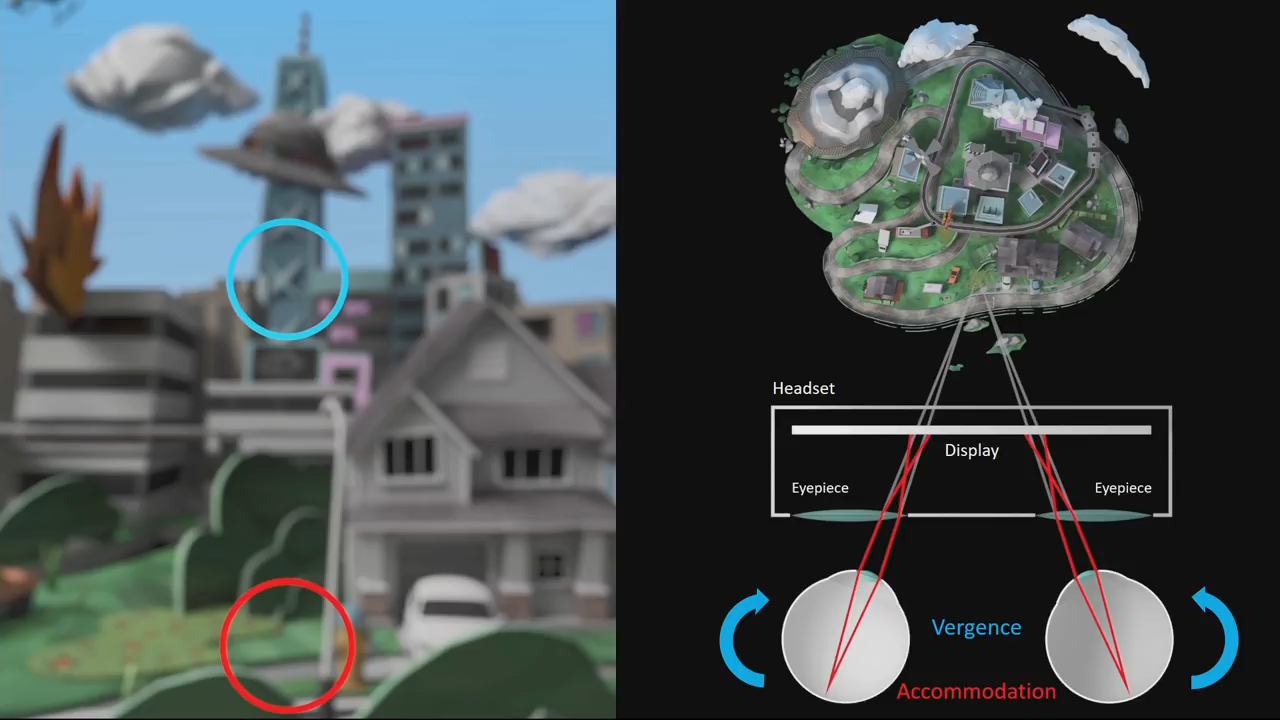 Headset
Display
Eyepiece
Eyepiece
Vergence
Accommodation